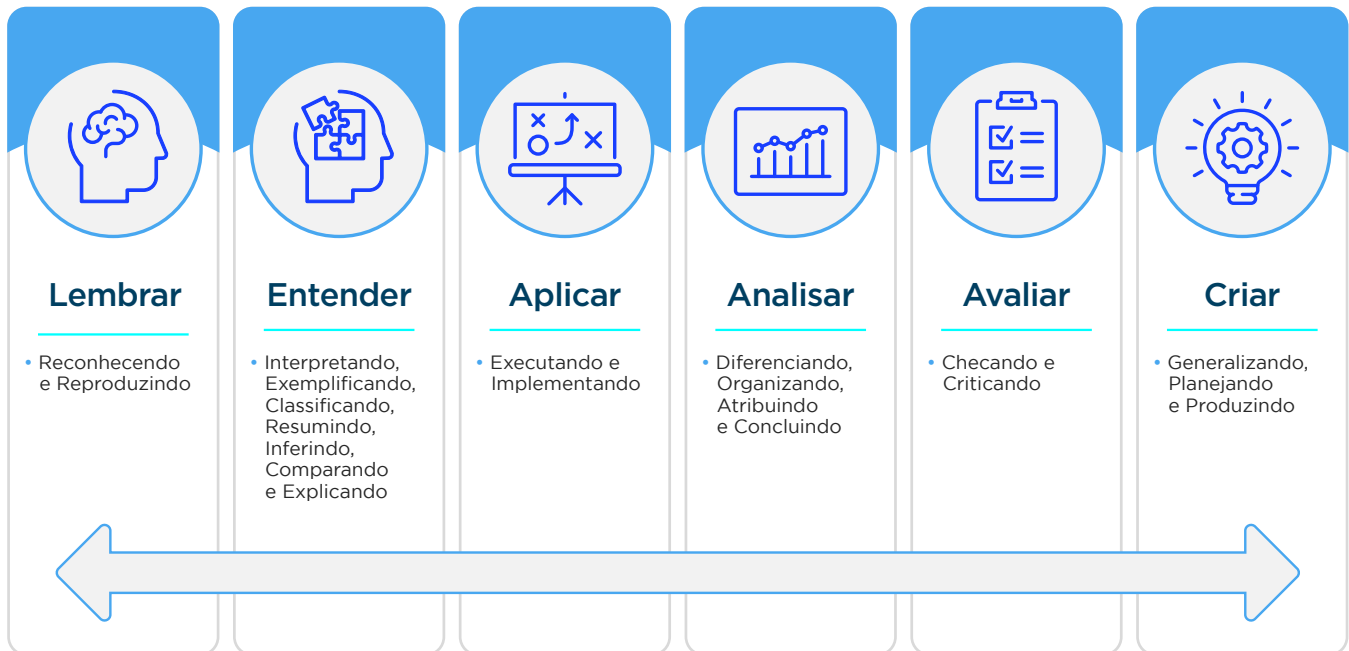 Lembrar
• Reconhecendo
e Reproduzindo
Entender
• Interpretando,
Exemplificando,
Classificando,
Resumindo,
Inferindo,
Comparando
e Explicando
Aplicar
• Executando e
Implementando
Analisar
• Diferenciando,
Organizando,
Atribuindo
e Concluindo
Avaliar
• Checando e
Criticando
Criar
• Generalizando,
Planejando
e Produzindo